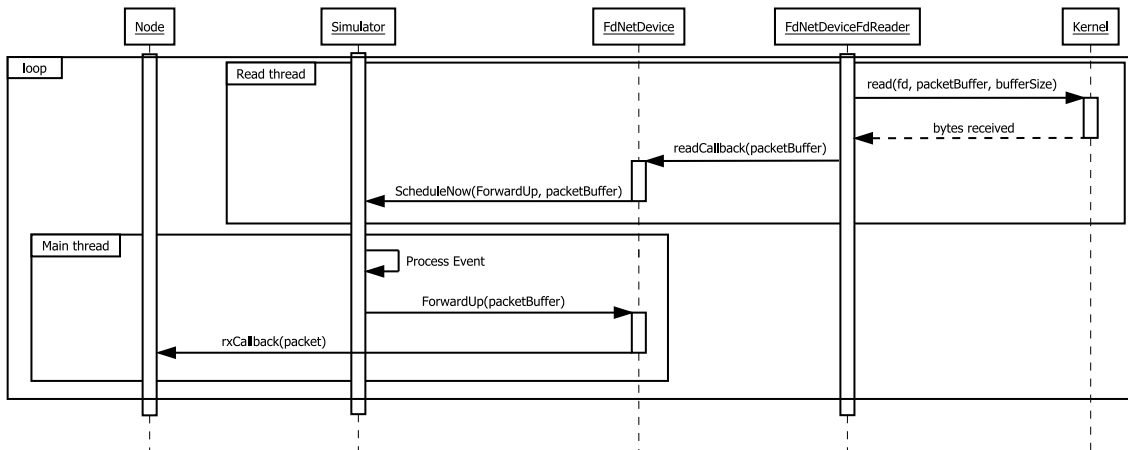 Node
Simulator
FdNetDevice
FdNetDeviceFdReader
Kernel
loop
Read thread
read(fd, packetBuffer, bufferSize)
bytes received
readCallback(packetBuffer)
ScheduleNow(ForwardUp, packetBuffer)
Main thread
Process Event
ForwardUp(packetBuffer)
rxCallback(packet)